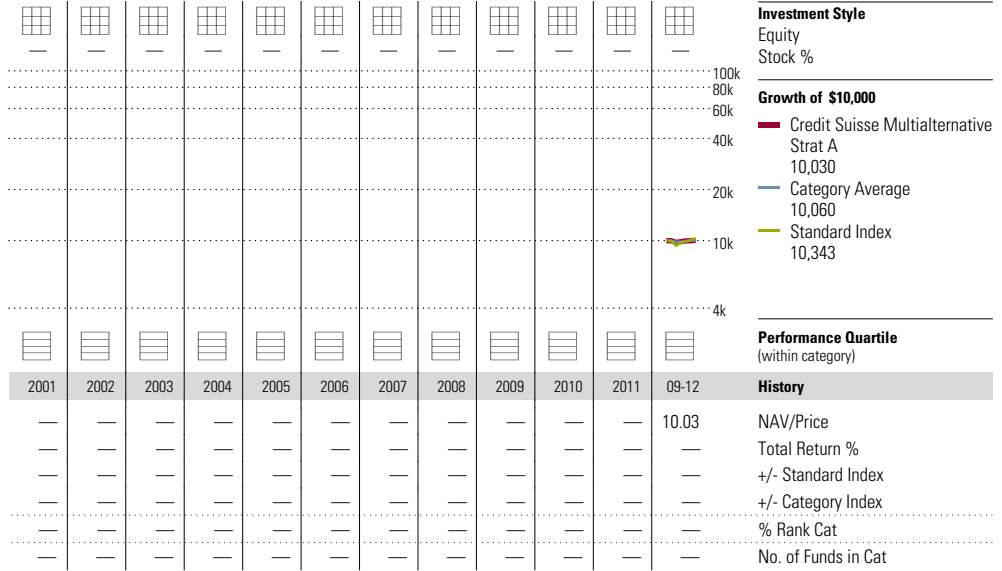 Investment Style
Equity
Stock %
— — — — — — — — — — — —
100k
80k
60k
40k
20k
10k
4k
Growth of $10,000
Credit Suisse Multialternative
Strat A
10,030
Category Average
10,060
Standard Index
10,343
Performance Quartile
(within category)
2001 2002 2003 2004 2005 2006 2007 2008 2009 2010 2011 09-12 History
— — — — — — — — — — — 10.03 NAV/Price
— — — — — — — — — — — — Total Return %
— — — — — — — — — — — — +/- Standard Index
— — — — — — — — — — — — +/- Category Index
— — — — — — — — — — — — % Rank Cat
— — — — — — — — — — — — No. of Funds in Cat